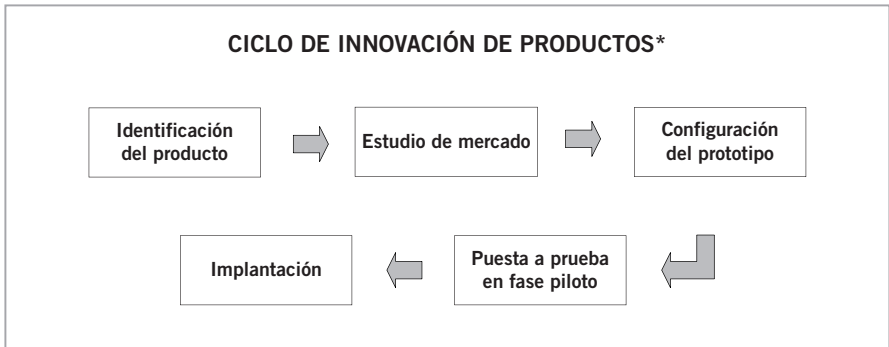 CICLO DE INNOVACIÓN DE PRODUCTOS*
Identificación
del producto
Estudio de mercado
Configuración
del prototipo
Puesta a prueba
en fase piloto
Implantación